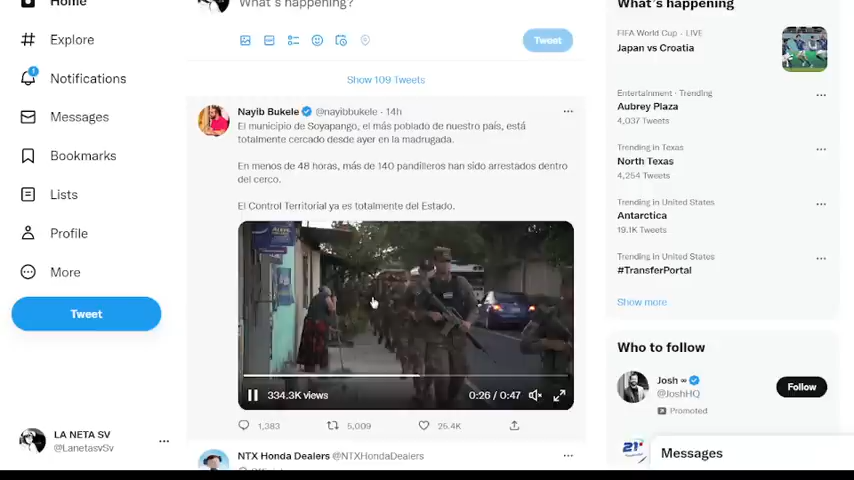 Home
Explore
1
Notifications
Messages
Bookmarks
Lists
Profile
More
Tweet
LA NETA SV
@LanetasvSv
What's happening?
Tweet
Show 109 Tweets
Nayib Bukele @nayibbukele · 14h
El municipio de Soyapango, el más poblado de nuestro país, está
totalmente cercado desde ayer en la madrugada.
En menos de 48 horas, más de 140 pandilleros han sido arrestados dentro
del cerco.
El Control Territorial ya es totalmente del Estado.
334.3K views
0:26 / 0:47
1,383
5,009
25.4K
NTX Honda Dealers @NTXHondaDealers
What's happening
FIFA World Cup · LIVE
Japan vs Croatia
Entertainment · Trending
Aubrey Plaza
4,037 Tweets
Trending in Texas
North Texas
4,254 Tweets
Trending in United States
Antarctica
19.1K Tweets
Trending in United States
#TransferPortal
Show more
Who to follow
Josh ∞
@JoshHQ
Promoted
Follow
21
Messages